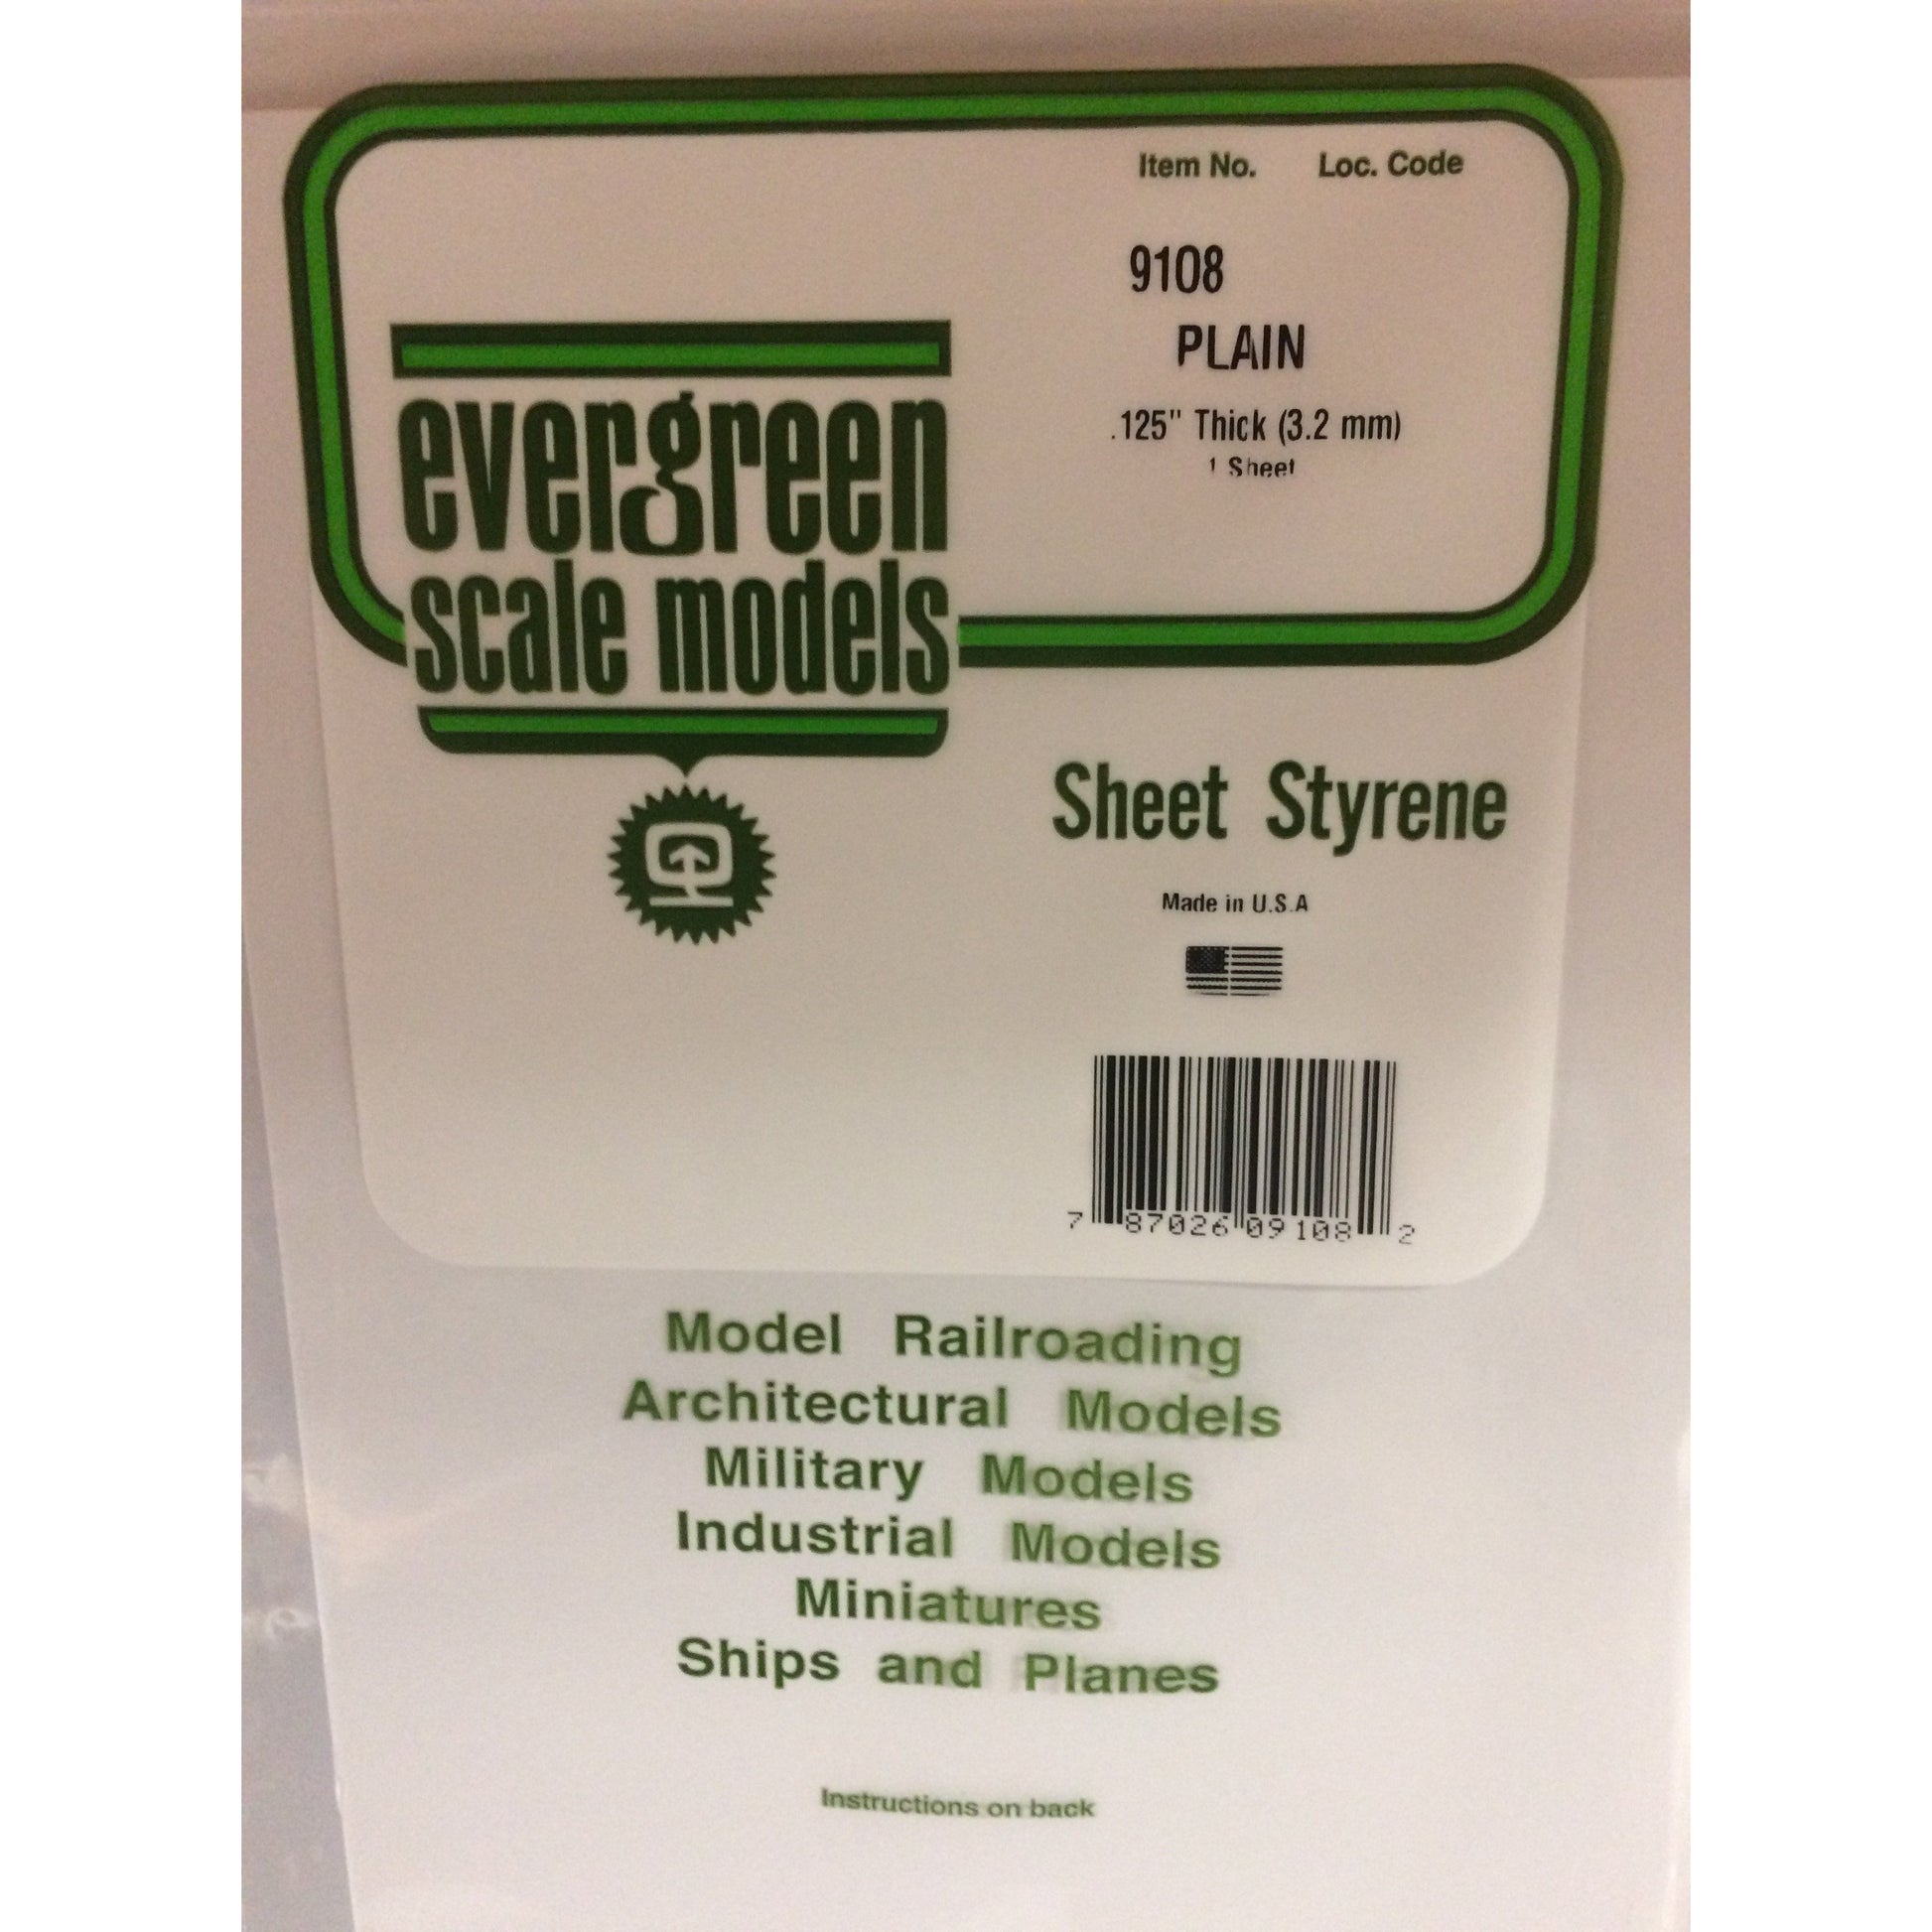 Item No. Loc. Code
9108
PLAIN
.125" Thick (3.2 mm)
1 Sheet
evergreen
scale models
Sheet Styrene
Made in U.S.A
7 87026 09108 2
Model Railroading
Architectural Models
Military Models
Industrial Models
Miniatures
Ships and Planes
Instructions on back